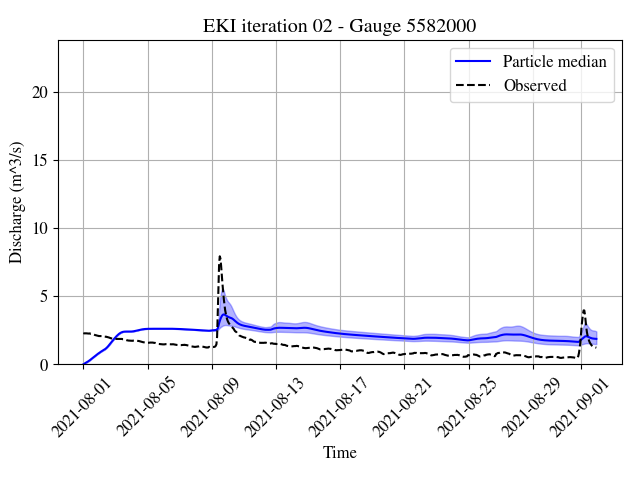 EKI iteration 02 - Gauge 5582000
Particle median
Observed
Discharge (m^3/s)
20
15
10
5
0
2021-08-01
2021-08-05
2021-08-09
2021-08-13
2021-08-17
2021-08-21
2021-08-25
2021-08-29
2021-09-01
Time